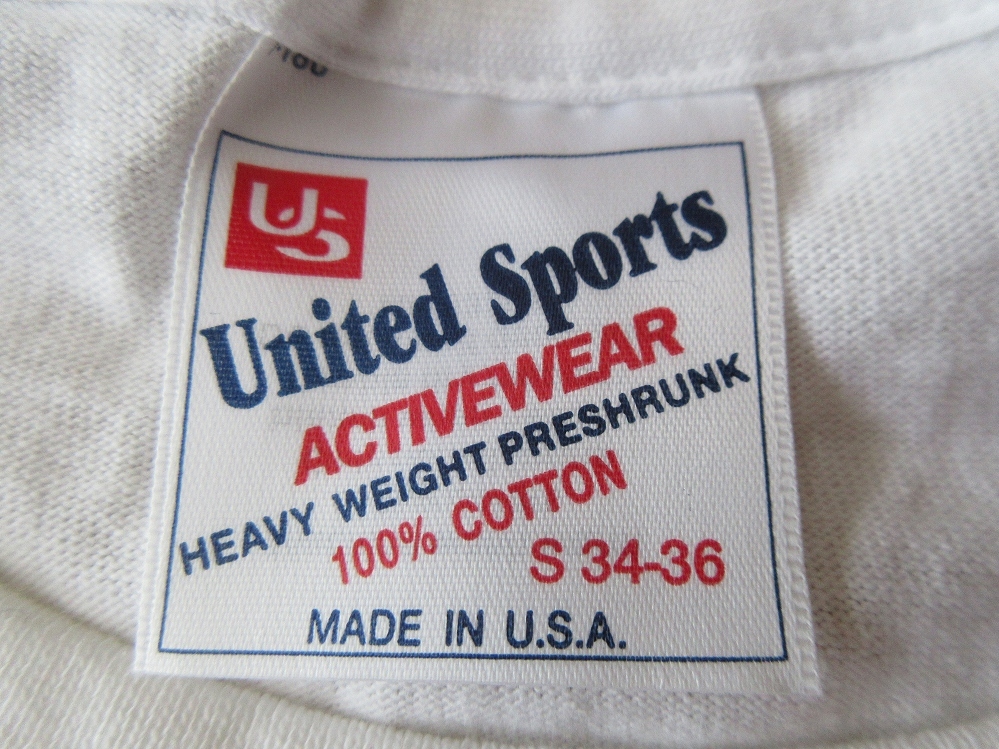 US
United Sports
ACTIVEWEAR
HEAVY WEIGHT PRESHRUNK
100% COTTON
S 34-36
MADE IN U.S.A.